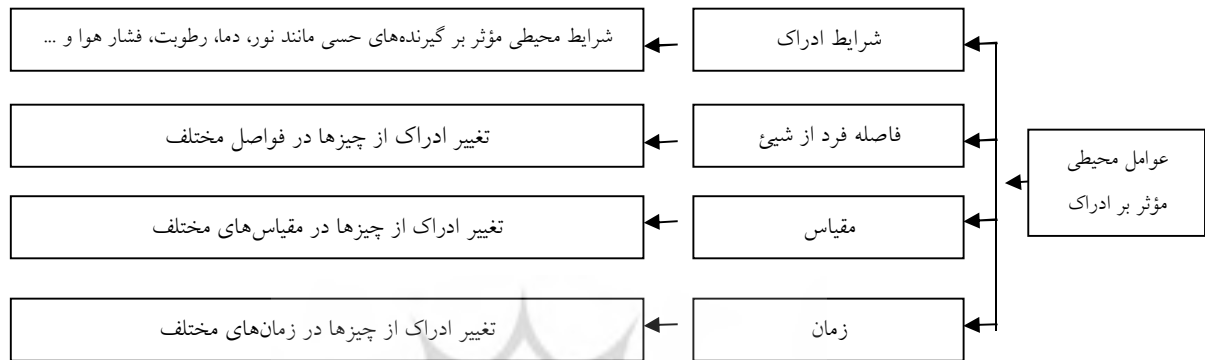 عوامل محیطی
مؤثر بر ادراک
شرایط ادراک
شرایط محیطی مؤثر بر گیرنده‌های حسی مانند نور، دما، رطوبت، فشار هوا و ...
فاصله فرد از شیئ
تغییر ادراک از چیزها در فواصل مختلف
مقیاس
تغییر ادراک از چیزها در مقیاس‌های مختلف
زمان
تغییر ادراک از چیزها در زمان‌های مختلف